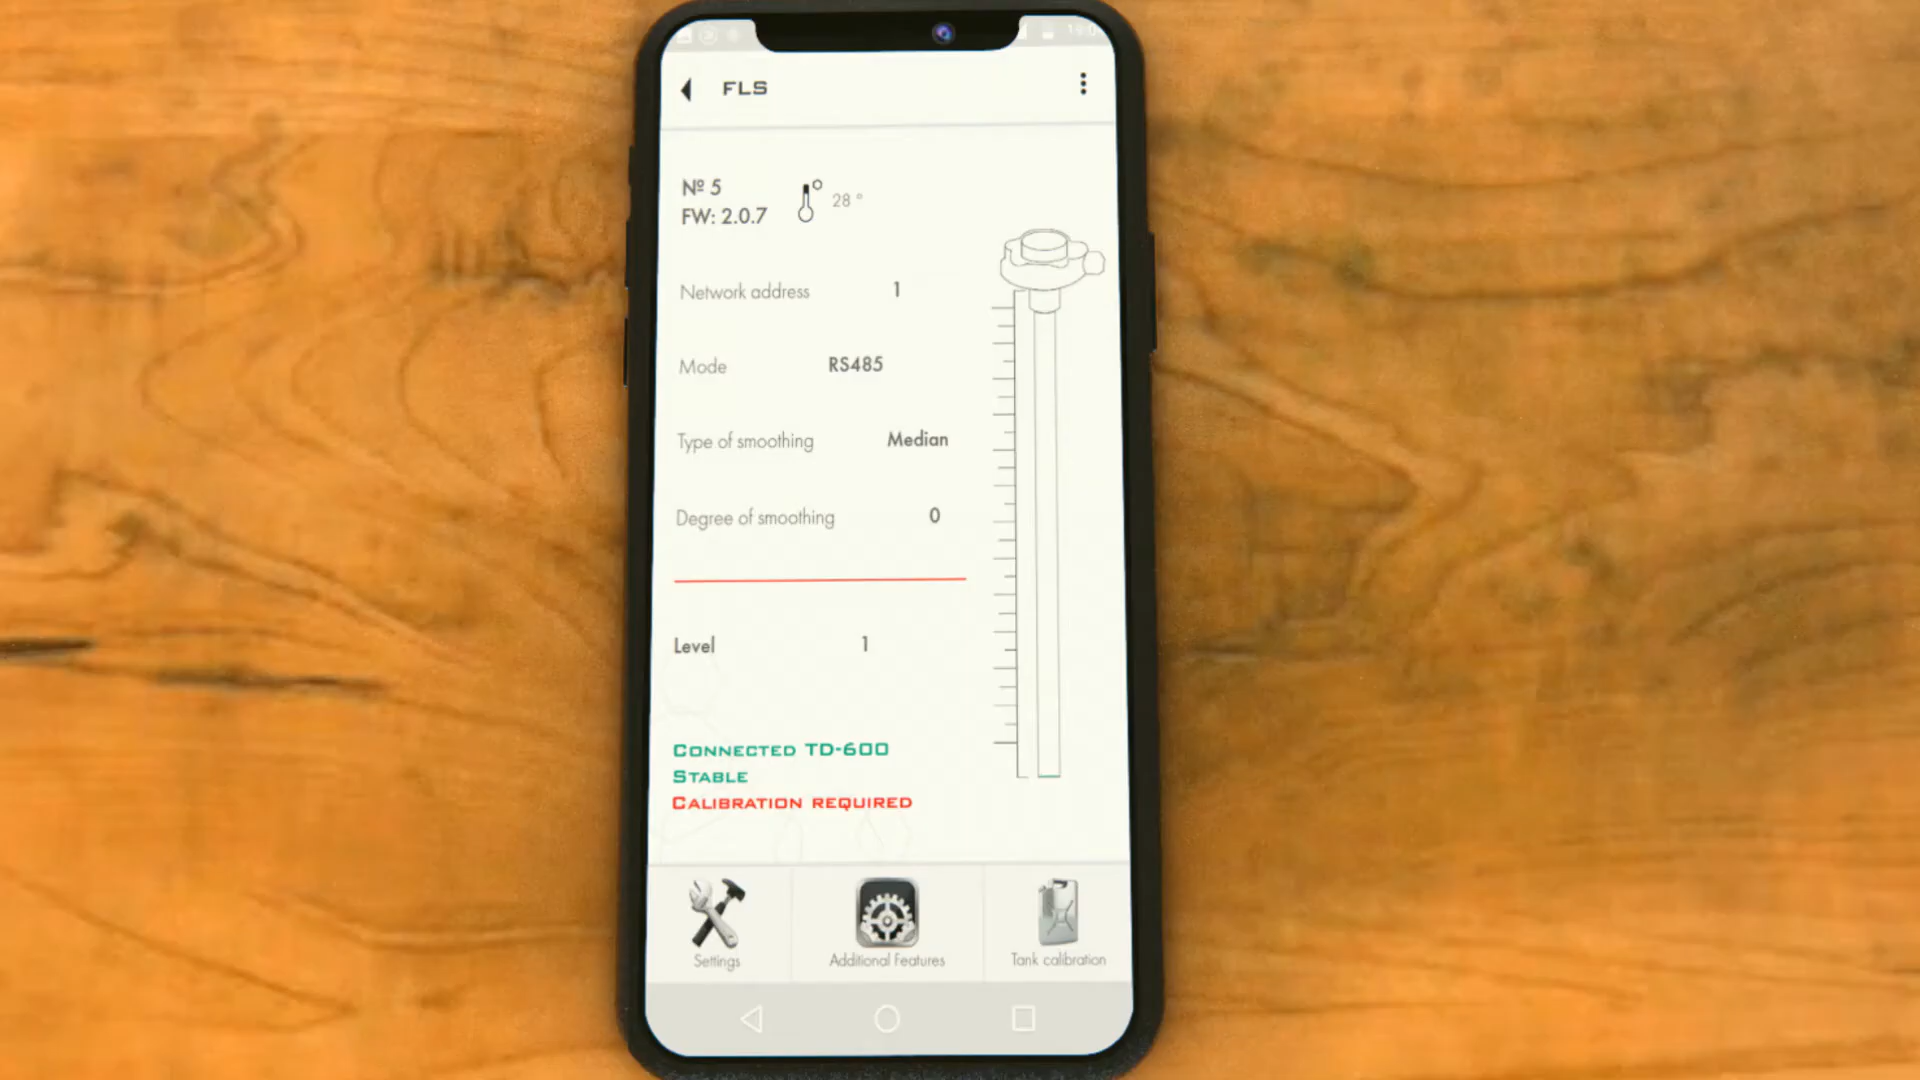 FLS
Nº 5
FW: 2.0.7
28 °
Network address 1
Mode RS485
Type of smoothing Median
Degree of smoothing 0
Level 1
CONNECTED TD-600
STABLE
CALIBRATION REQUIRED
Settings
Additional Features
Tank calibration